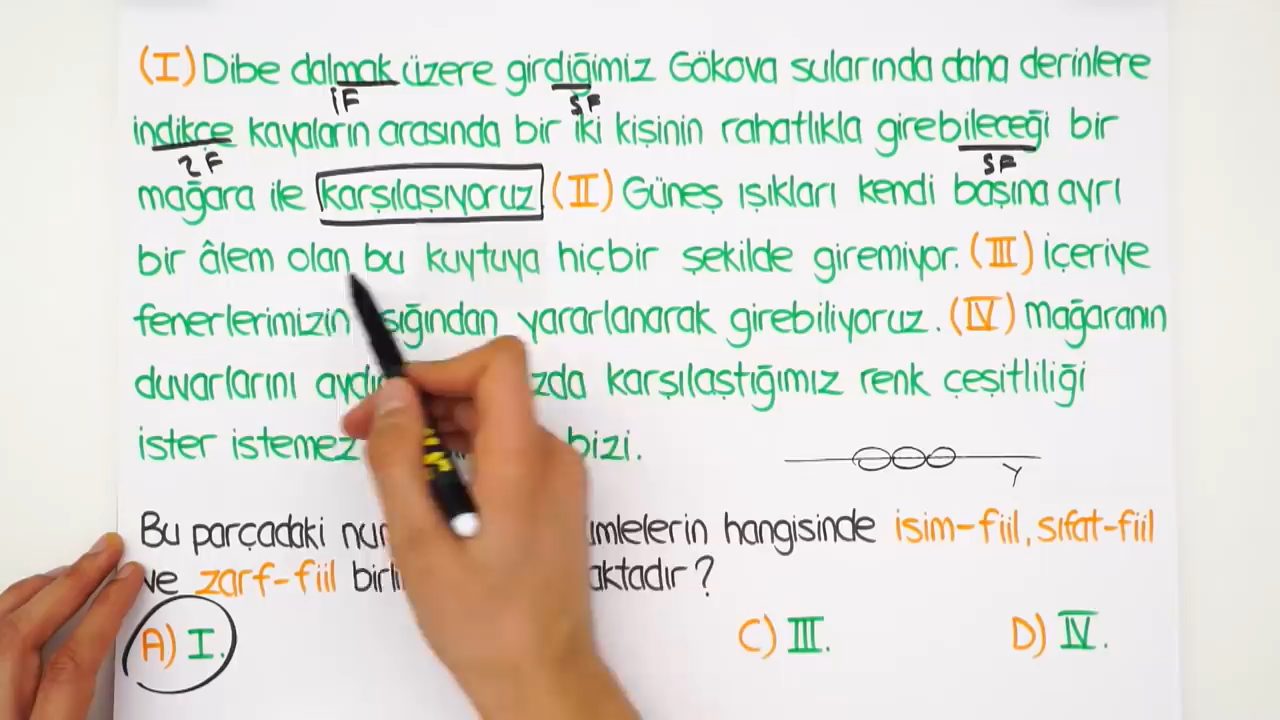 (I) Dibe dalmak üzere girdiğimiz Gökova sularında daha derinlere
İF SF
indikçe kayaların arasında bir iki kişinin rahatlıkla girebileceği bir
ZF SF
mağara ile karşılaşıyoruz (II) Güneş ışıkları kendi başına ayrı
bir âlem olan bu kuytuya hiçbir şekilde giremiyor. (III) İçeriye
fenerlerimizin yararlanarak girebiliyoruz. (IV) mağaranın
duvarlarını karşılaştığımız renk çeşitliliği
ister istemez bizi.
Y
Bu parçadaki hangisinde isim-fiil, sıfat-fiil
ve zarf-fiil
A) I. C) III. D) IV.